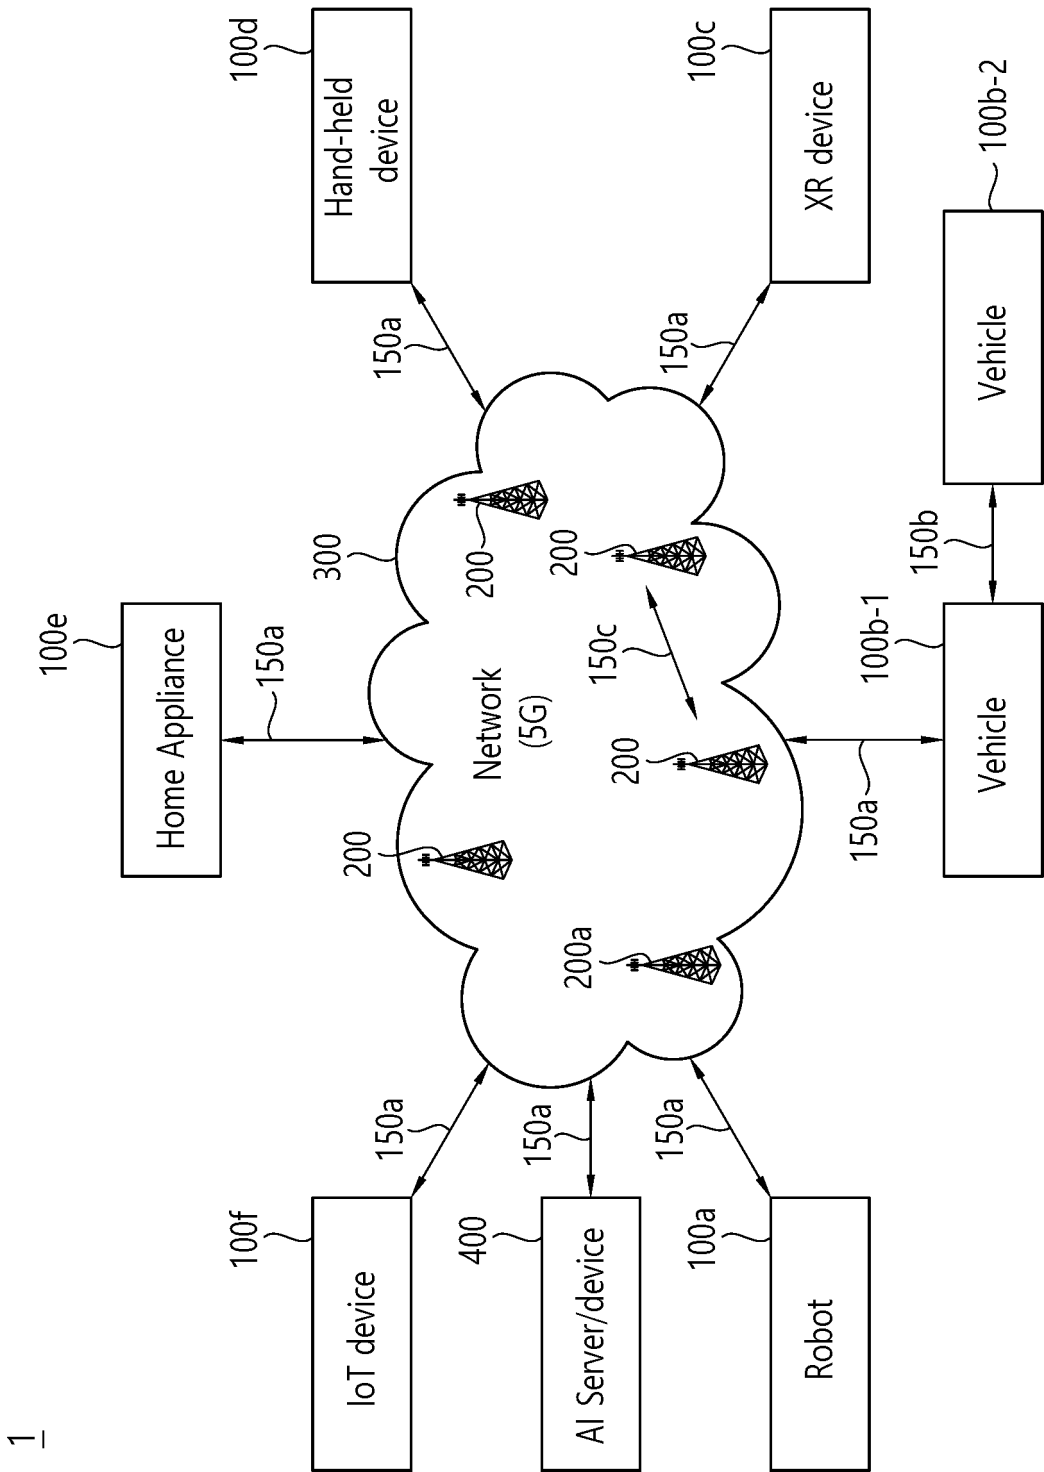 1
100e
Home Appliance
150a
100f
IoT device
150a
300
150a
100d
Hand-held
device
200
200
Network
(5G)
400
AI Server/device
150a
200a
200
150c
200
100a
Robot
150a
150a
100c
XR device
150a
100b-1
Vehicle
150b
100b-2
Vehicle